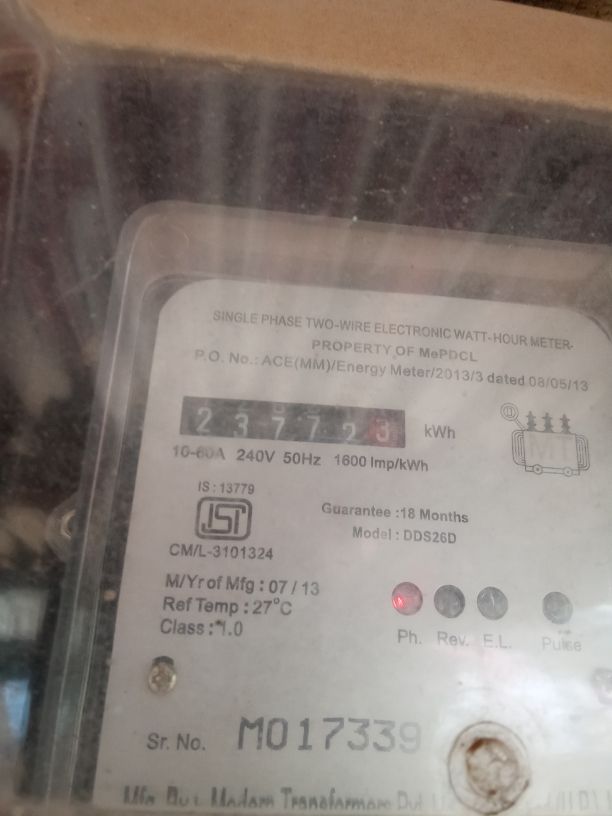 SINGLE PHASE TWO-WIRE ELECTRONIC WATT-HOUR METER-
PROPERTY OF MePDCL
P.O. No.: ACE(MM)/Energy Meter/2013/3 dated 08/05/13
237723 kWh
10-60A 240V 50Hz 1600 Imp/kWh
MT
IS : 13779
ISI
Guarantee :18 Months
Model : DDS26D
CM/L-3101324
M/Yr of Mfg : 07 / 13
Ref Temp : 27°C
Class : 1.0
Ph. Rev. E.L. Pulse
Sr. No. M017339